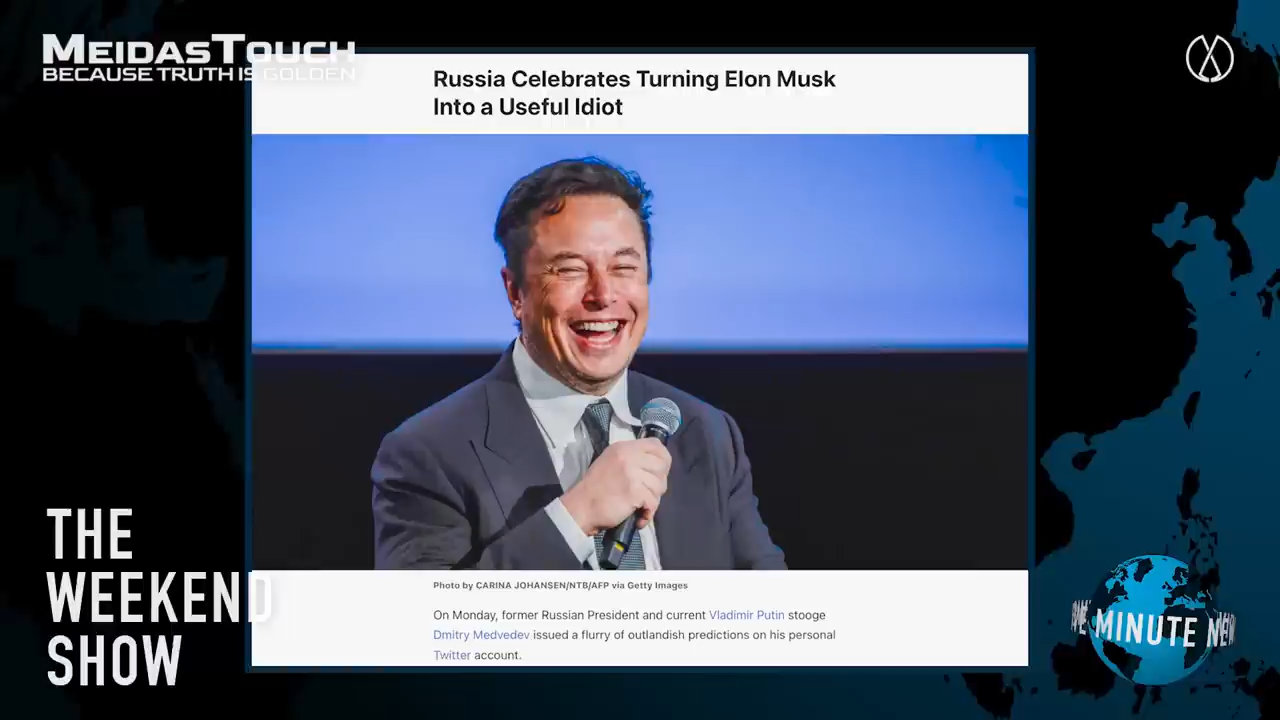 MEIDASTOUCH
BECAUSE TRUTH IS GOLDEN
Russia Celebrates Turning Elon Musk
Into a Useful Idiot
Photo by CARINA JOHANSEN/NTB/AFP via Getty Images
On Monday, former Russian President and current Vladimir Putin stooge
Dmitry Medvedev issued a flurry of outlandish predictions on his personal
Twitter account.
THE
WEEKEND
SHOW
MINUTE